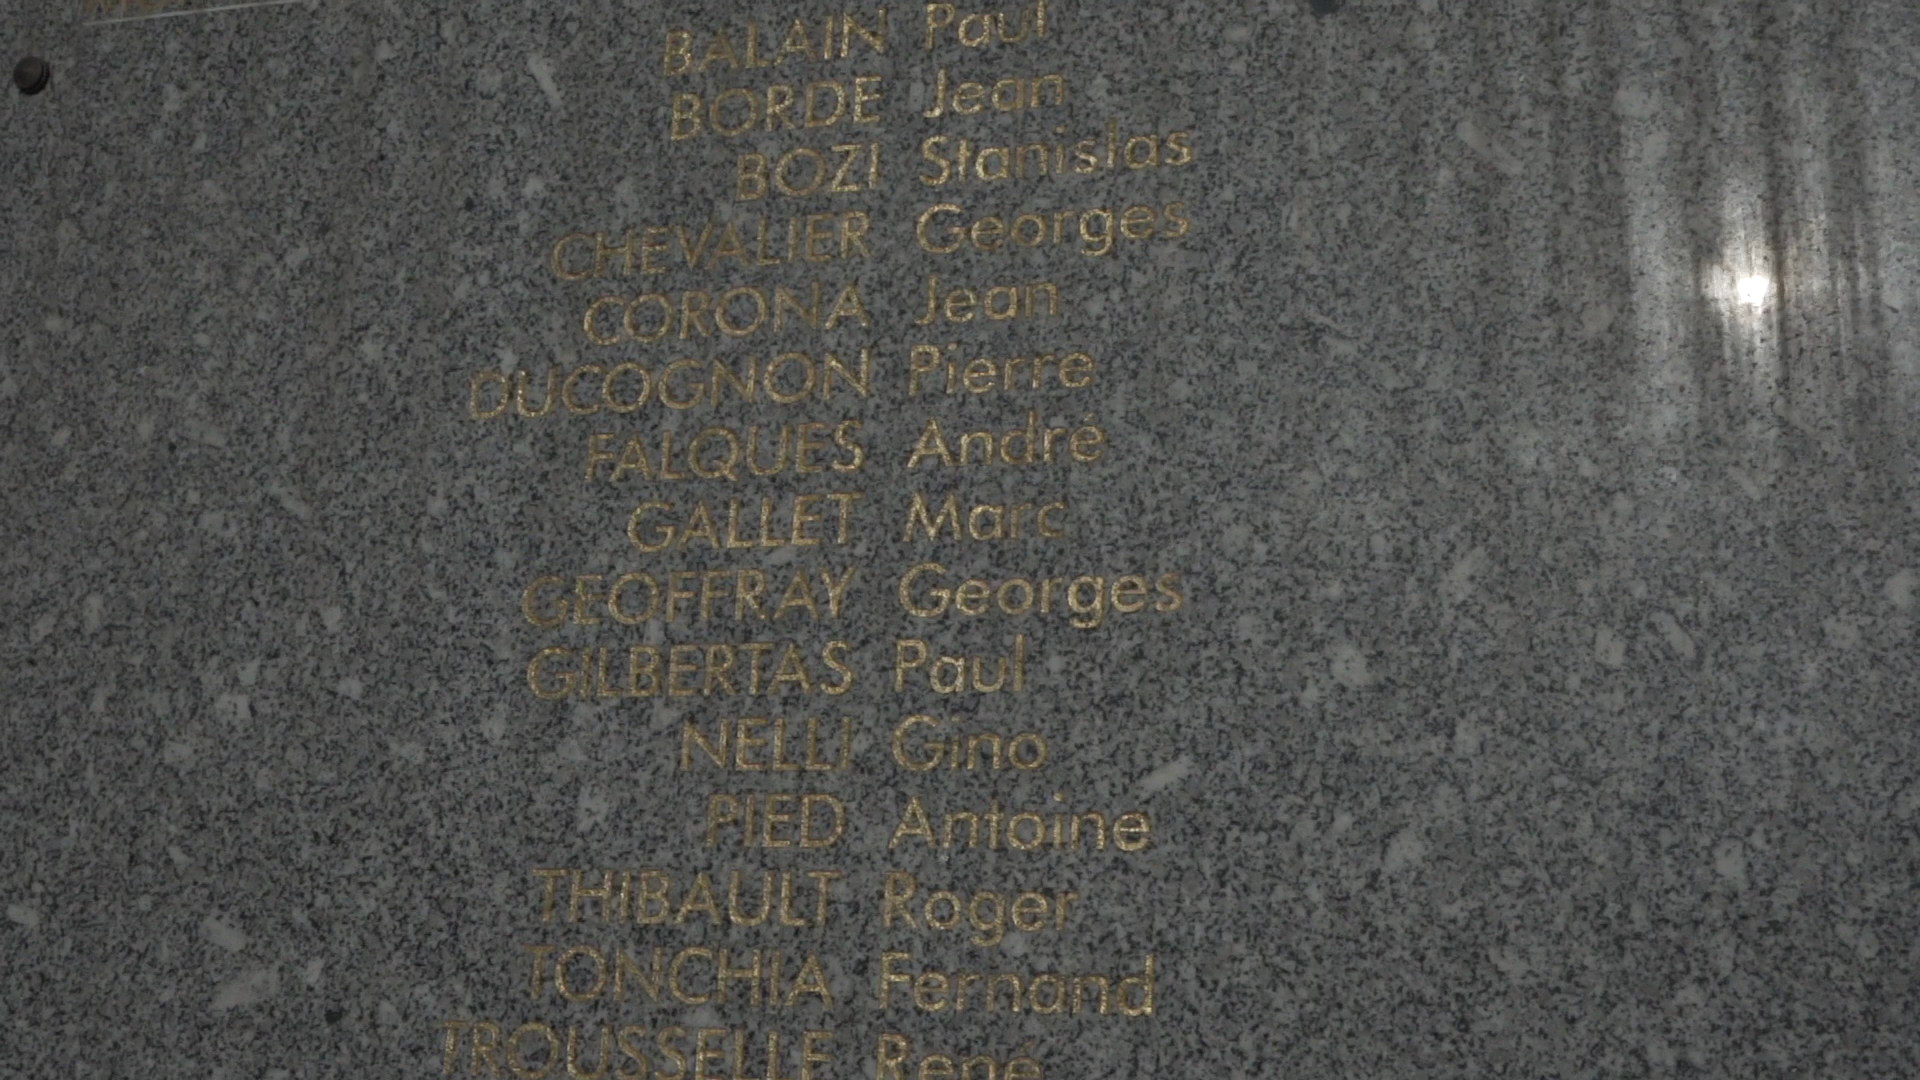 BALAIN Paul
BORDE Jean
BOZI Stanislas
CHEVALIER Georges
CORONA Jean
DUCOGNON Pierre
FALQUES André
GALLET Marc
GEOFFRAY Georges
GILBERTAS Paul
NELLI Gino
PIED Antoine
THIBAULT Roger
TONCHIA Fernand
TROUSSELLE René